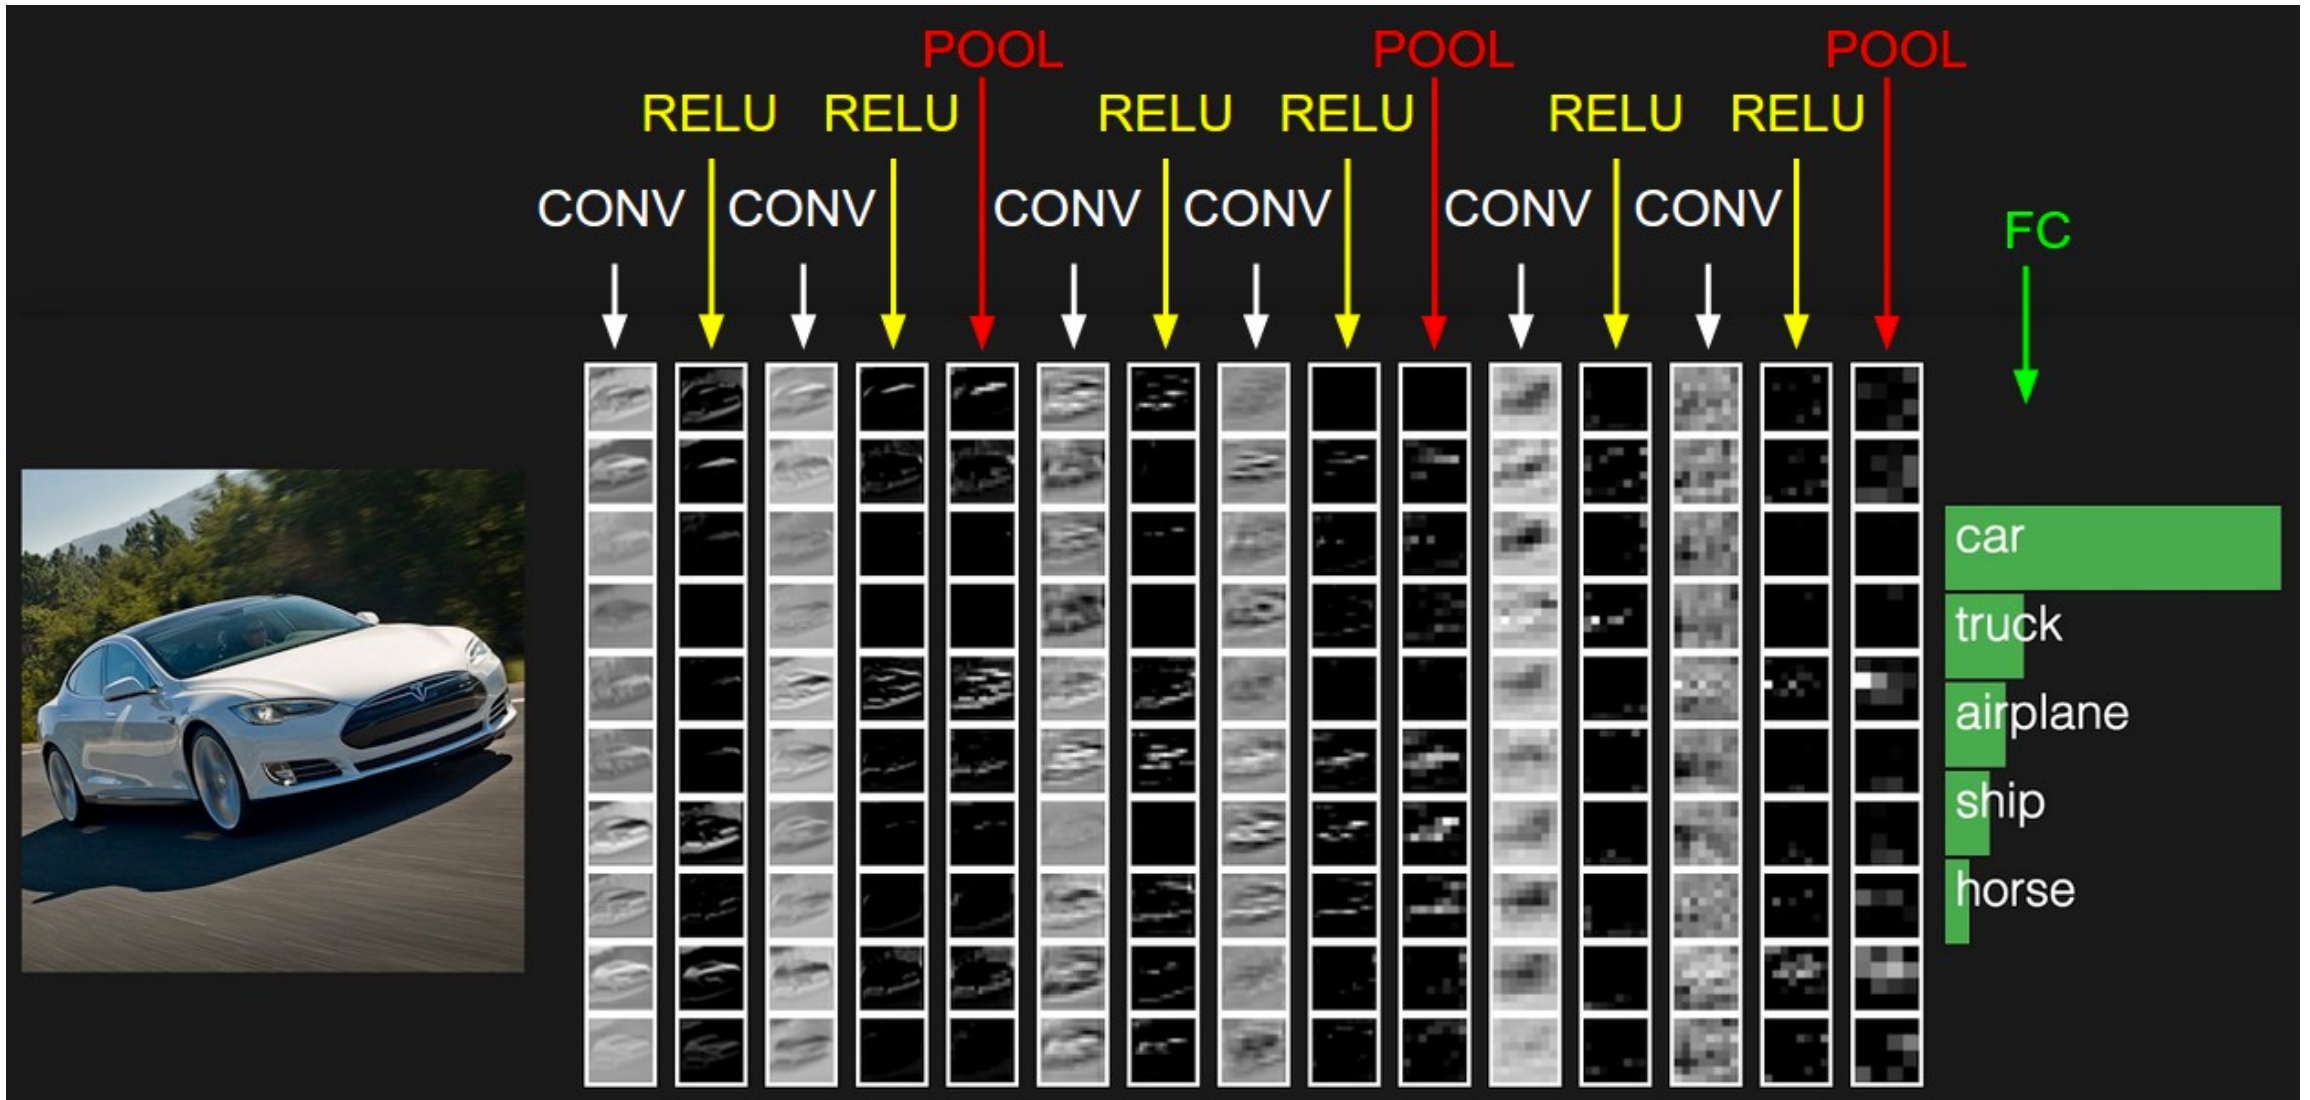 POOL POOL POOL
RELU RELU RELU RELU RELU RELU
CONV CONV CONV CONV CONV CONV
FC
car
truck
airplane
ship
horse